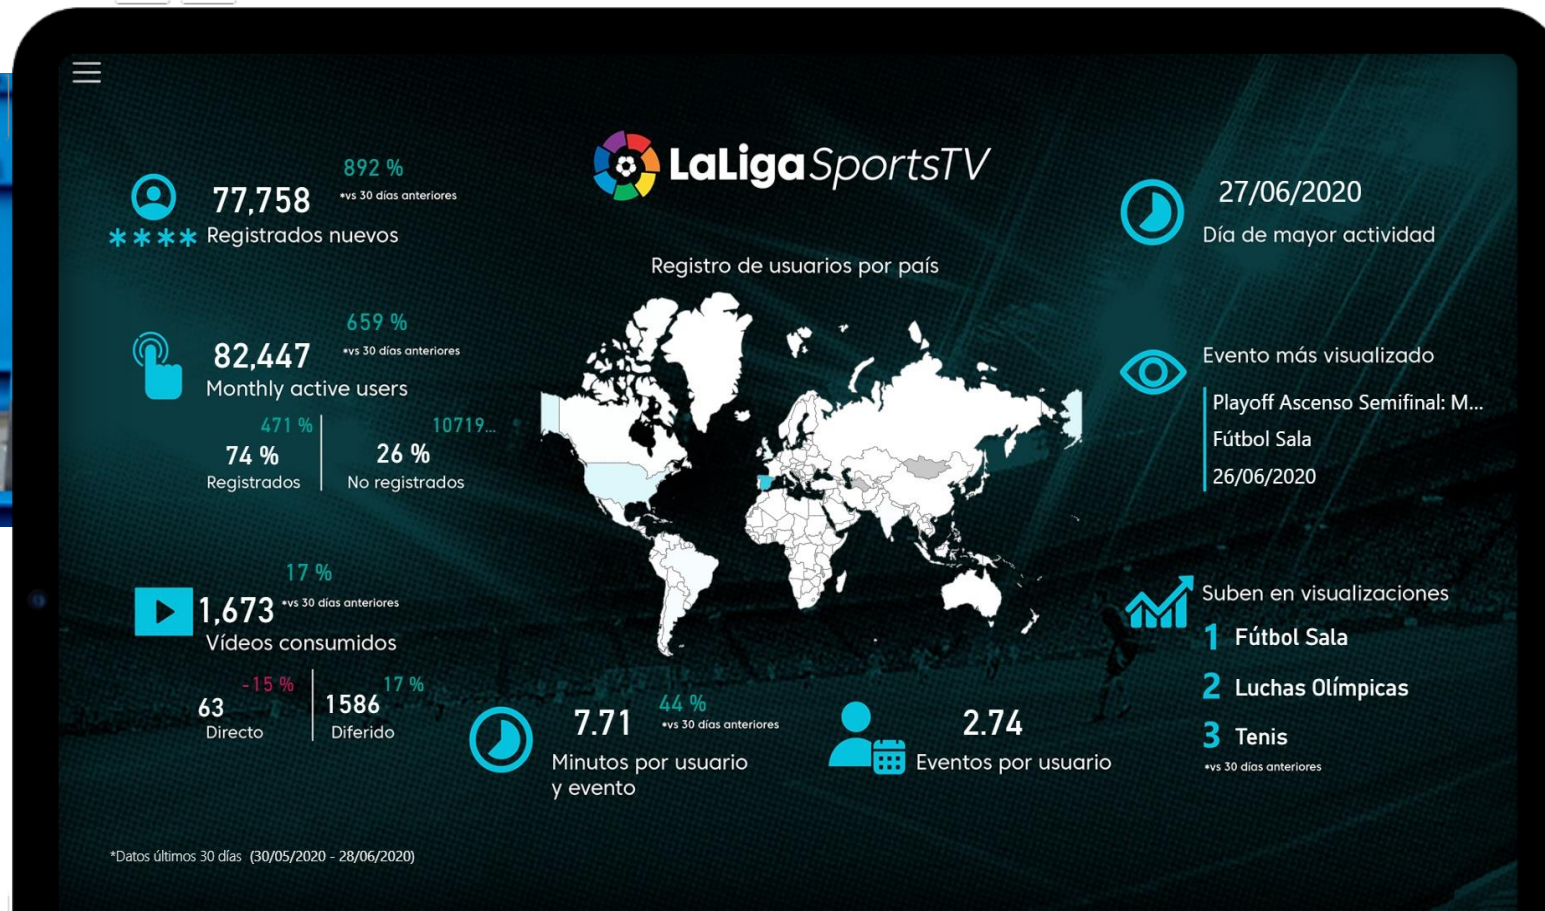 LaLigaSportsTV
892 %
77,758
*vs 30 días anteriores
**** Registrados nuevos
659 %
82,447
*vs 30 días anteriores
Monthly active users
471 %
74 %
Registrados
10719...
26 %
No registrados
17 %
1,673
*vs 30 días anteriores
Vídeos consumidos
-15 %
63
Directo
17 %
1586
Diferido
Registro de usuarios por país
44 %
7.71
*vs 30 días anteriores
Minutos por usuario
y evento
2.74
Eventos por usuario
27/06/2020
Día de mayor actividad
Evento más visualizado
Playoff Ascenso Semifinal: M...
Fútbol Sala
26/06/2020
Suben en visualizaciones
1 Fútbol Sala
2 Luchas Olímpicas
3 Tenis
*vs 30 días anteriores
*Datos últimos 30 días (30/05/2020 - 28/06/2020)